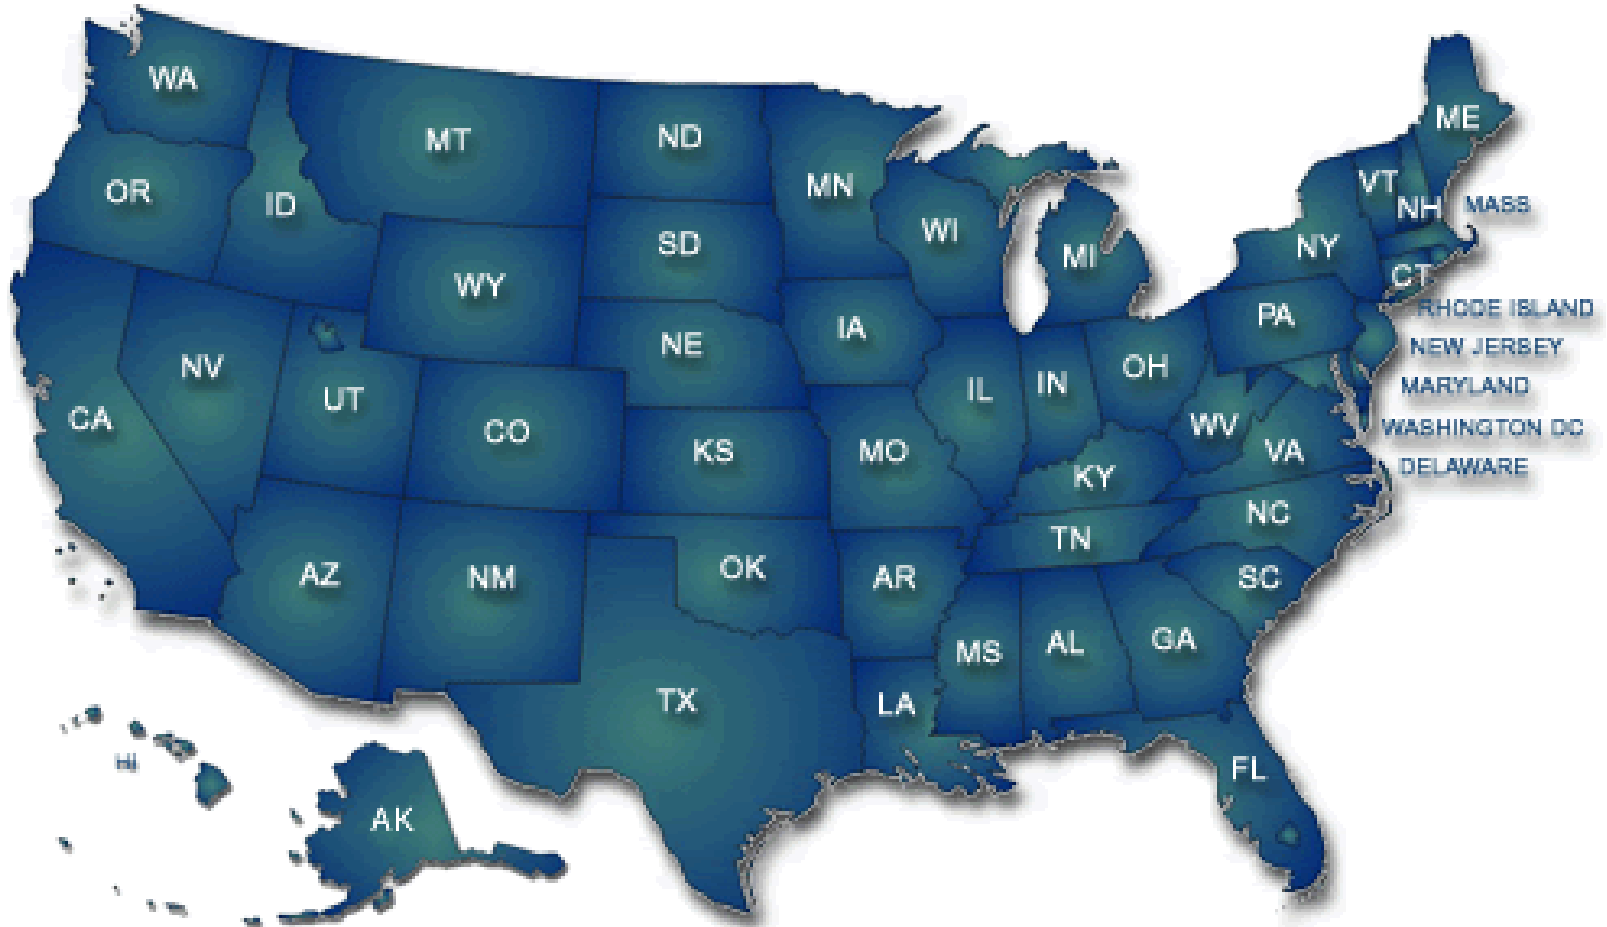 WA
MT
ND
MN
ME
OR
ID
SD
WI
VT
NH
MASS
MI
NY
CT
WY
NE
IA
PA
RHODE ISLAND
NEW JERSEY
NV
UT
CO
IL
IN
OH
MARYLAND
CA
KS
MO
WV
VA
WASHINGTON DC
DELAWARE
KY
NC
TN
AZ
NM
OK
AR
SC
MS
AL
GA
TX
LA
HI
FL
AK